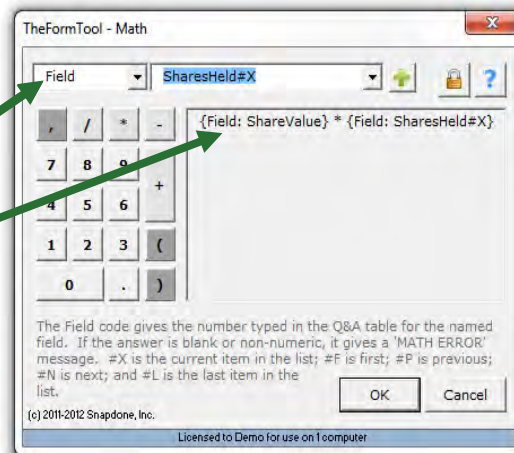 TheFormTool - Math
Field SharesHeld#X ?
, / * - {Field: ShareValue} * {Field: SharesHeld#X}
7 8 9 +
4 5 6
1 2 3 (
0 . )
The Field code gives the number typed in the Q&A table for the named
field. If the answer is blank or non-numeric, it gives a 'MATH ERROR'
message. #X is the current item in the list; #F is first; #P is previous;
#N is next; and #L is the last item in the
list.
OK Cancel
(c) 2011-2012 Snapdone, Inc.
Licensed to Demo for use on 1 computer